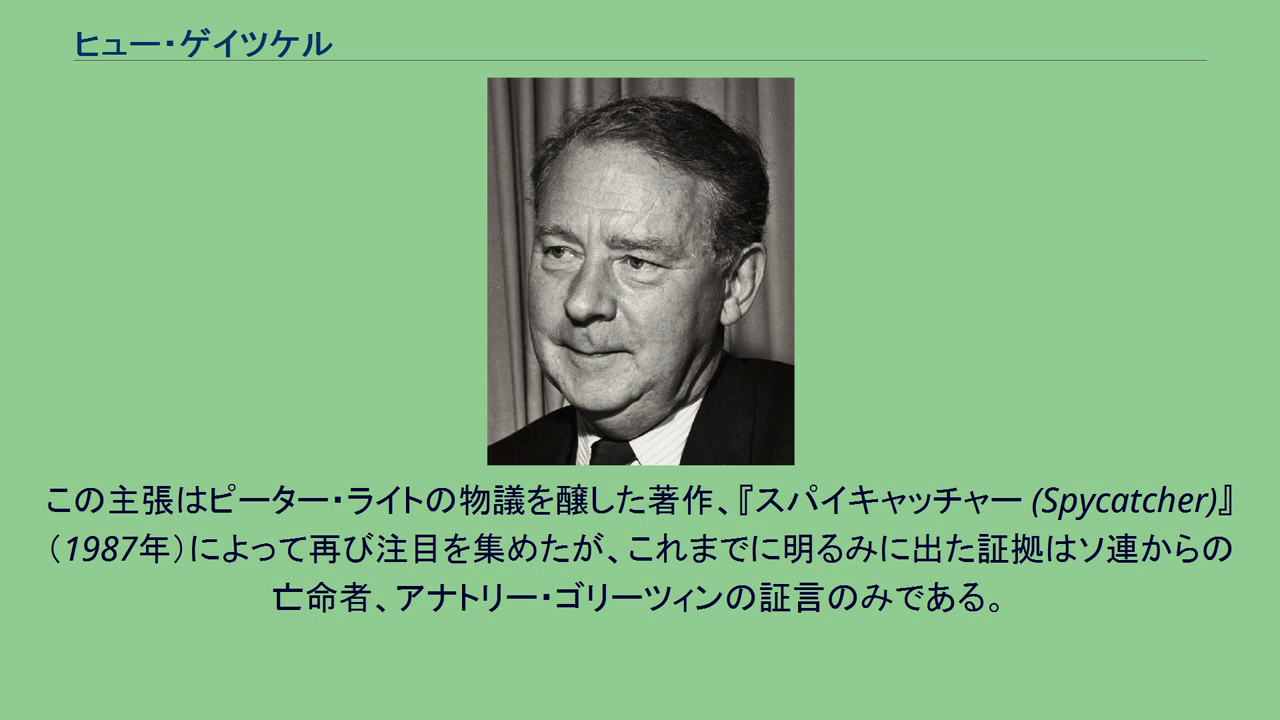 ヒュー・ゲイツケル
この主張はピーター・ライトの物議を醸した著作、『スパイキャッチャー (Spycatcher)』
（1987年）によって再び注目を集めたが、これまでに明るみに出た証拠はソ連からの
亡命者、アナトリー・ゴリーツィンの証言のみである。